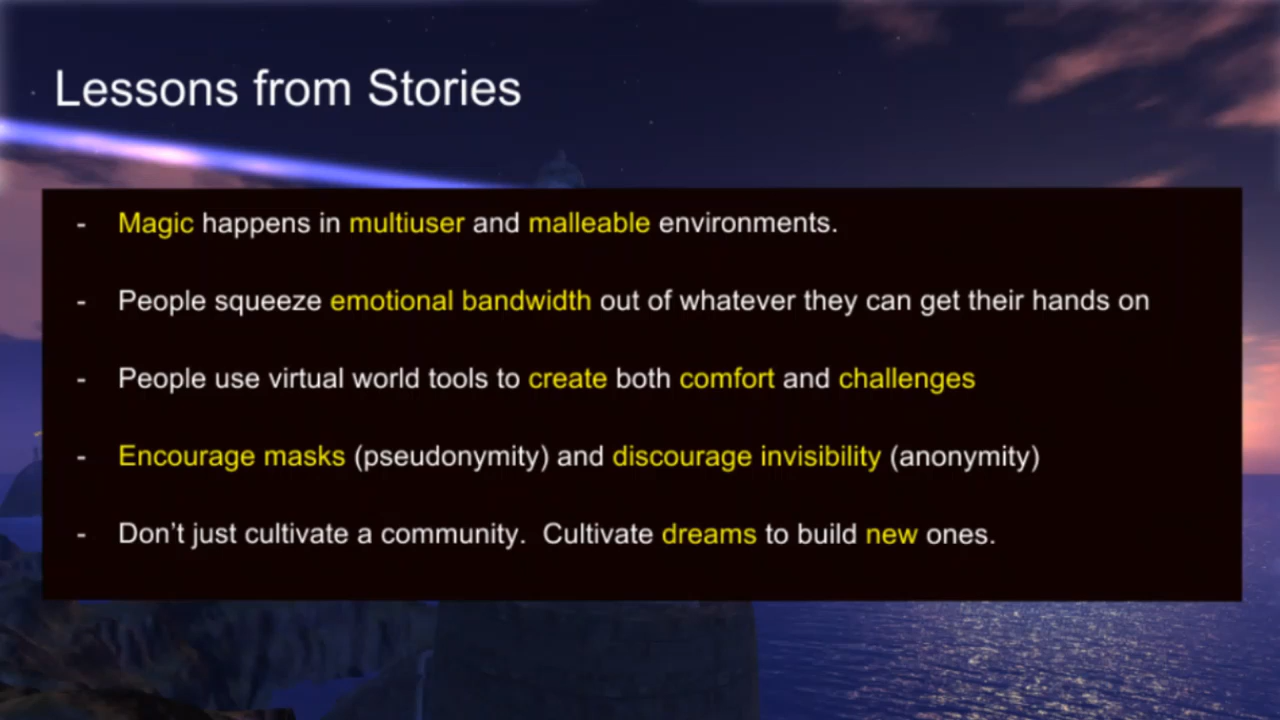 Lessons from Stories
- Magic happens in multiuser and malleable environments.
- People squeeze emotional bandwidth out of whatever they can get their hands on
- People use virtual world tools to create both comfort and challenges
- Encourage masks (pseudonymity) and discourage invisibility (anonymity)
- Don’t just cultivate a community.  Cultivate dreams to build new ones.